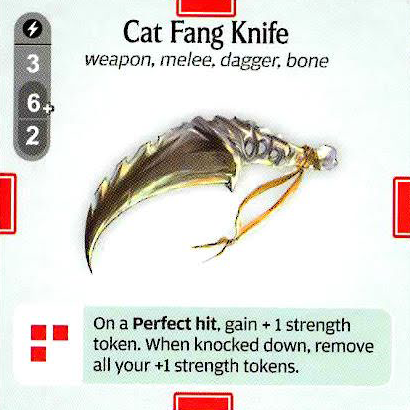 Cat Fang Knife
weapon, melee, dagger, bone
3
6+
2
On a Perfect hit, gain + 1 strength
token. When knocked down, remove
all your +1 strength tokens.